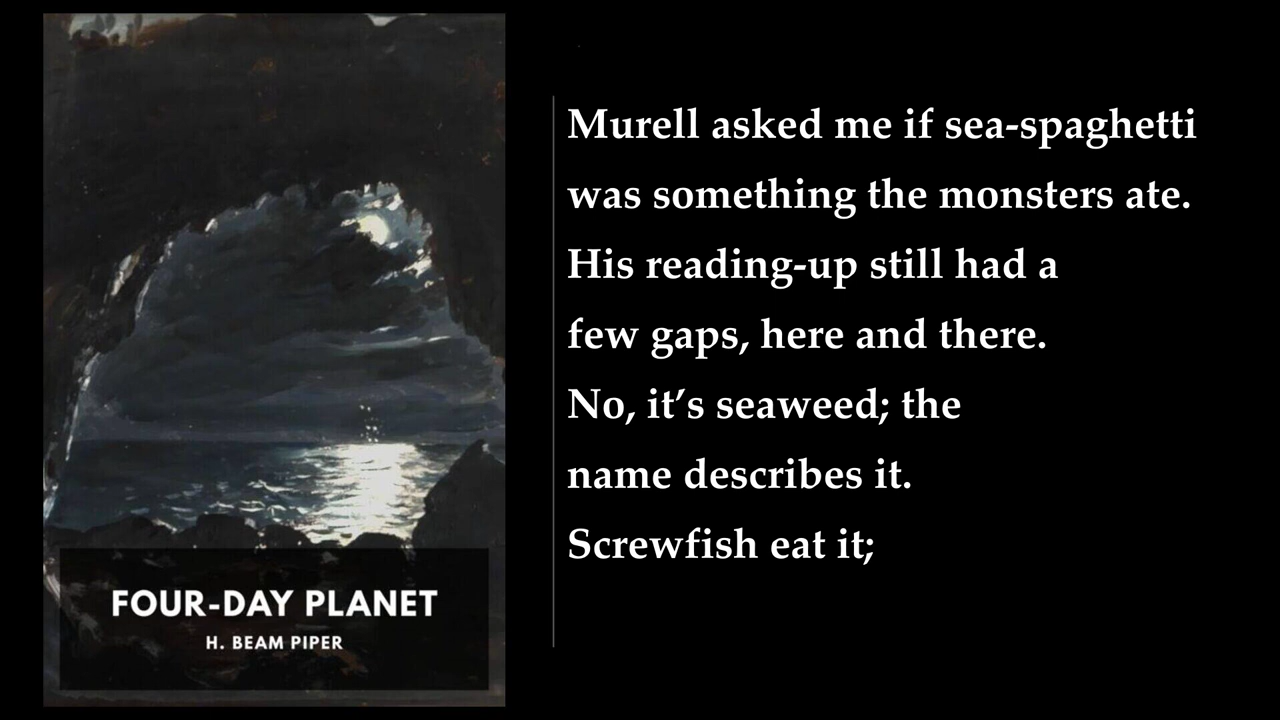 FOUR-DAY PLANET
H. BEAM PIPER
Murell asked me if sea-spaghetti
was something the monsters ate.
His reading-up still had a
few gaps, here and there.
No, it’s seaweed; the
name describes it.
Screwfish eat it;